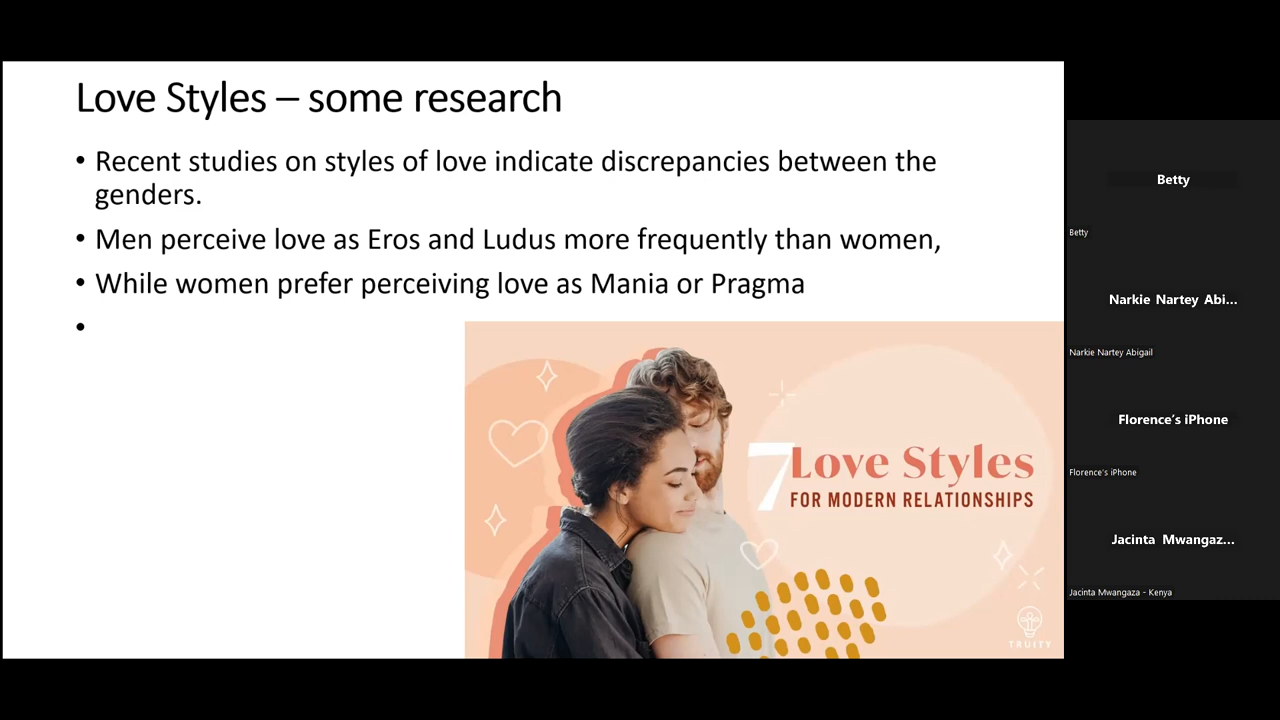 Love Styles – some research
• Recent studies on styles of love indicate discrepancies between the
genders.
• Men perceive love as Eros and Ludus more frequently than women,
• While women prefer perceiving love as Mania or Pragma
•
7 Love Styles
FOR MODERN RELATIONSHIPS
TRUITY
Betty
Betty
Narkie Nartey Abi...
Narkie Nartey Abigail
Florence's iPhone
Florence's iPhone
Jacinta Mwangaz...
Jacinta Mwangaza - Kenya